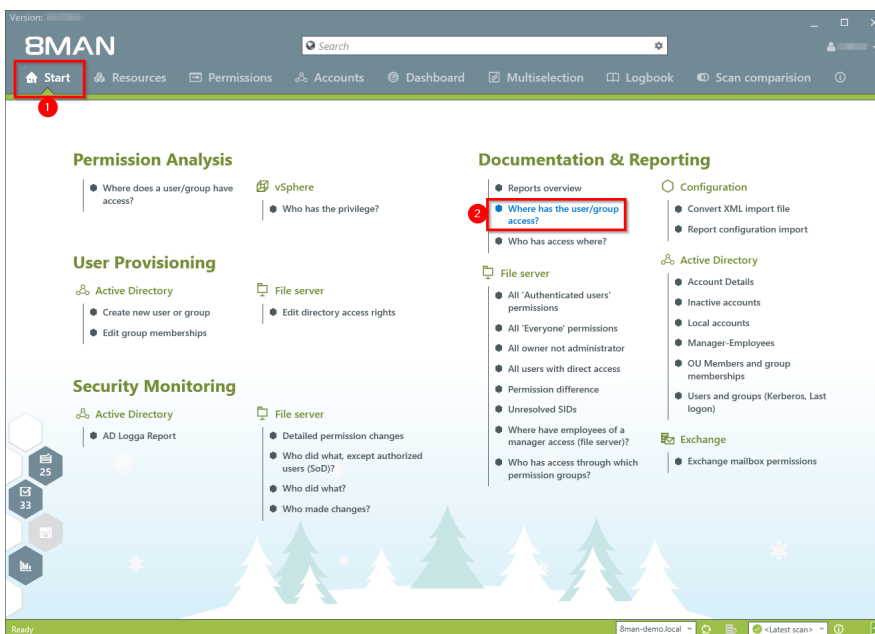 Version:
8MAN
Search
Start
Resources
Permissions
Accounts
Dashboard
Multiselection
Logbook
Scan comparision
1
Permission Analysis
Where does a user/group have
access?
vSphere
Who has the privilege?
User Provisioning
Active Directory
Create new user or group
Edit group memberships
File server
Edit directory access rights
Security Monitoring
Active Directory
AD Logga Report
File server
Detailed permission changes
Who did what, except authorized
users (SoD)?
Who did what?
Who made changes?
Documentation & Reporting
Reports overview
2
Where has the user/group
access?
Who has access where?
File server
All 'Authenticated users'
permissions
All 'Everyone' permissions
All owner not administrator
All users with direct access
Permission difference
Unresolved SIDs
Where have employees of a
manager access (file server)?
Who has access through which
permission groups?
Configuration
Convert XML import file
Report configuration import
Active Directory
Account Details
Inactive accounts
Local accounts
Manager-Employees
OU Members and group
memberships
Users and groups (Kerberos, Last
logon)
Exchange
Exchange mailbox permissions
25
33
Ready
8man-demo.local
<Latest scan>